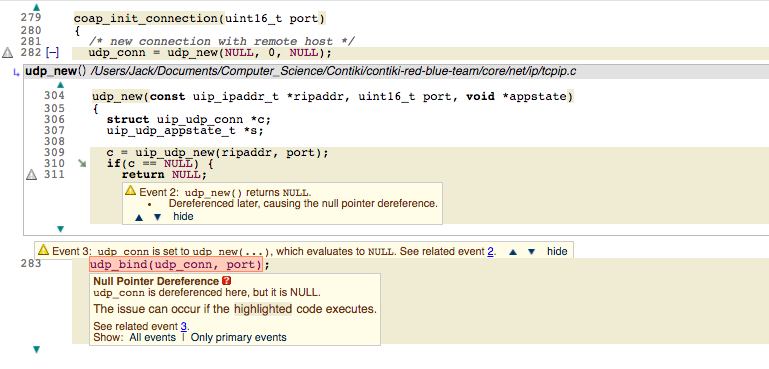 279 coap_init_connection(uint16_t port)
280 {
281 /* new connection with remote host */
282 [–] udp_conn = udp_new(NULL, 0, NULL);
udp_new() /Users/Jack/Documents/Computer_Science/Contiki/contiki-red-blue-team/core/net/ip/tcpip.c
304 udp_new(const uip_ipaddr_t *ripaddr, uint16_t port, void *appstate)
305 {
306 struct uip_udp_conn *c;
307 uip_udp_appstate_t *s;
308
309 c = uip_udp_new(ripaddr, port);
310 if(c == NULL) {
311 return NULL;
Event 2: udp_new() returns NULL.
• Dereferenced later, causing the null pointer dereference.
hide
Event 3: udp_conn is set to udp_new(...), which evaluates to NULL. See related event 2. hide
283 udp_bind(udp_conn, port);
Null Pointer Dereference ?
udp_conn is dereferenced here, but it is NULL.
The issue can occur if the highlighted code executes.
See related event 3.
Show: All events | Only primary events